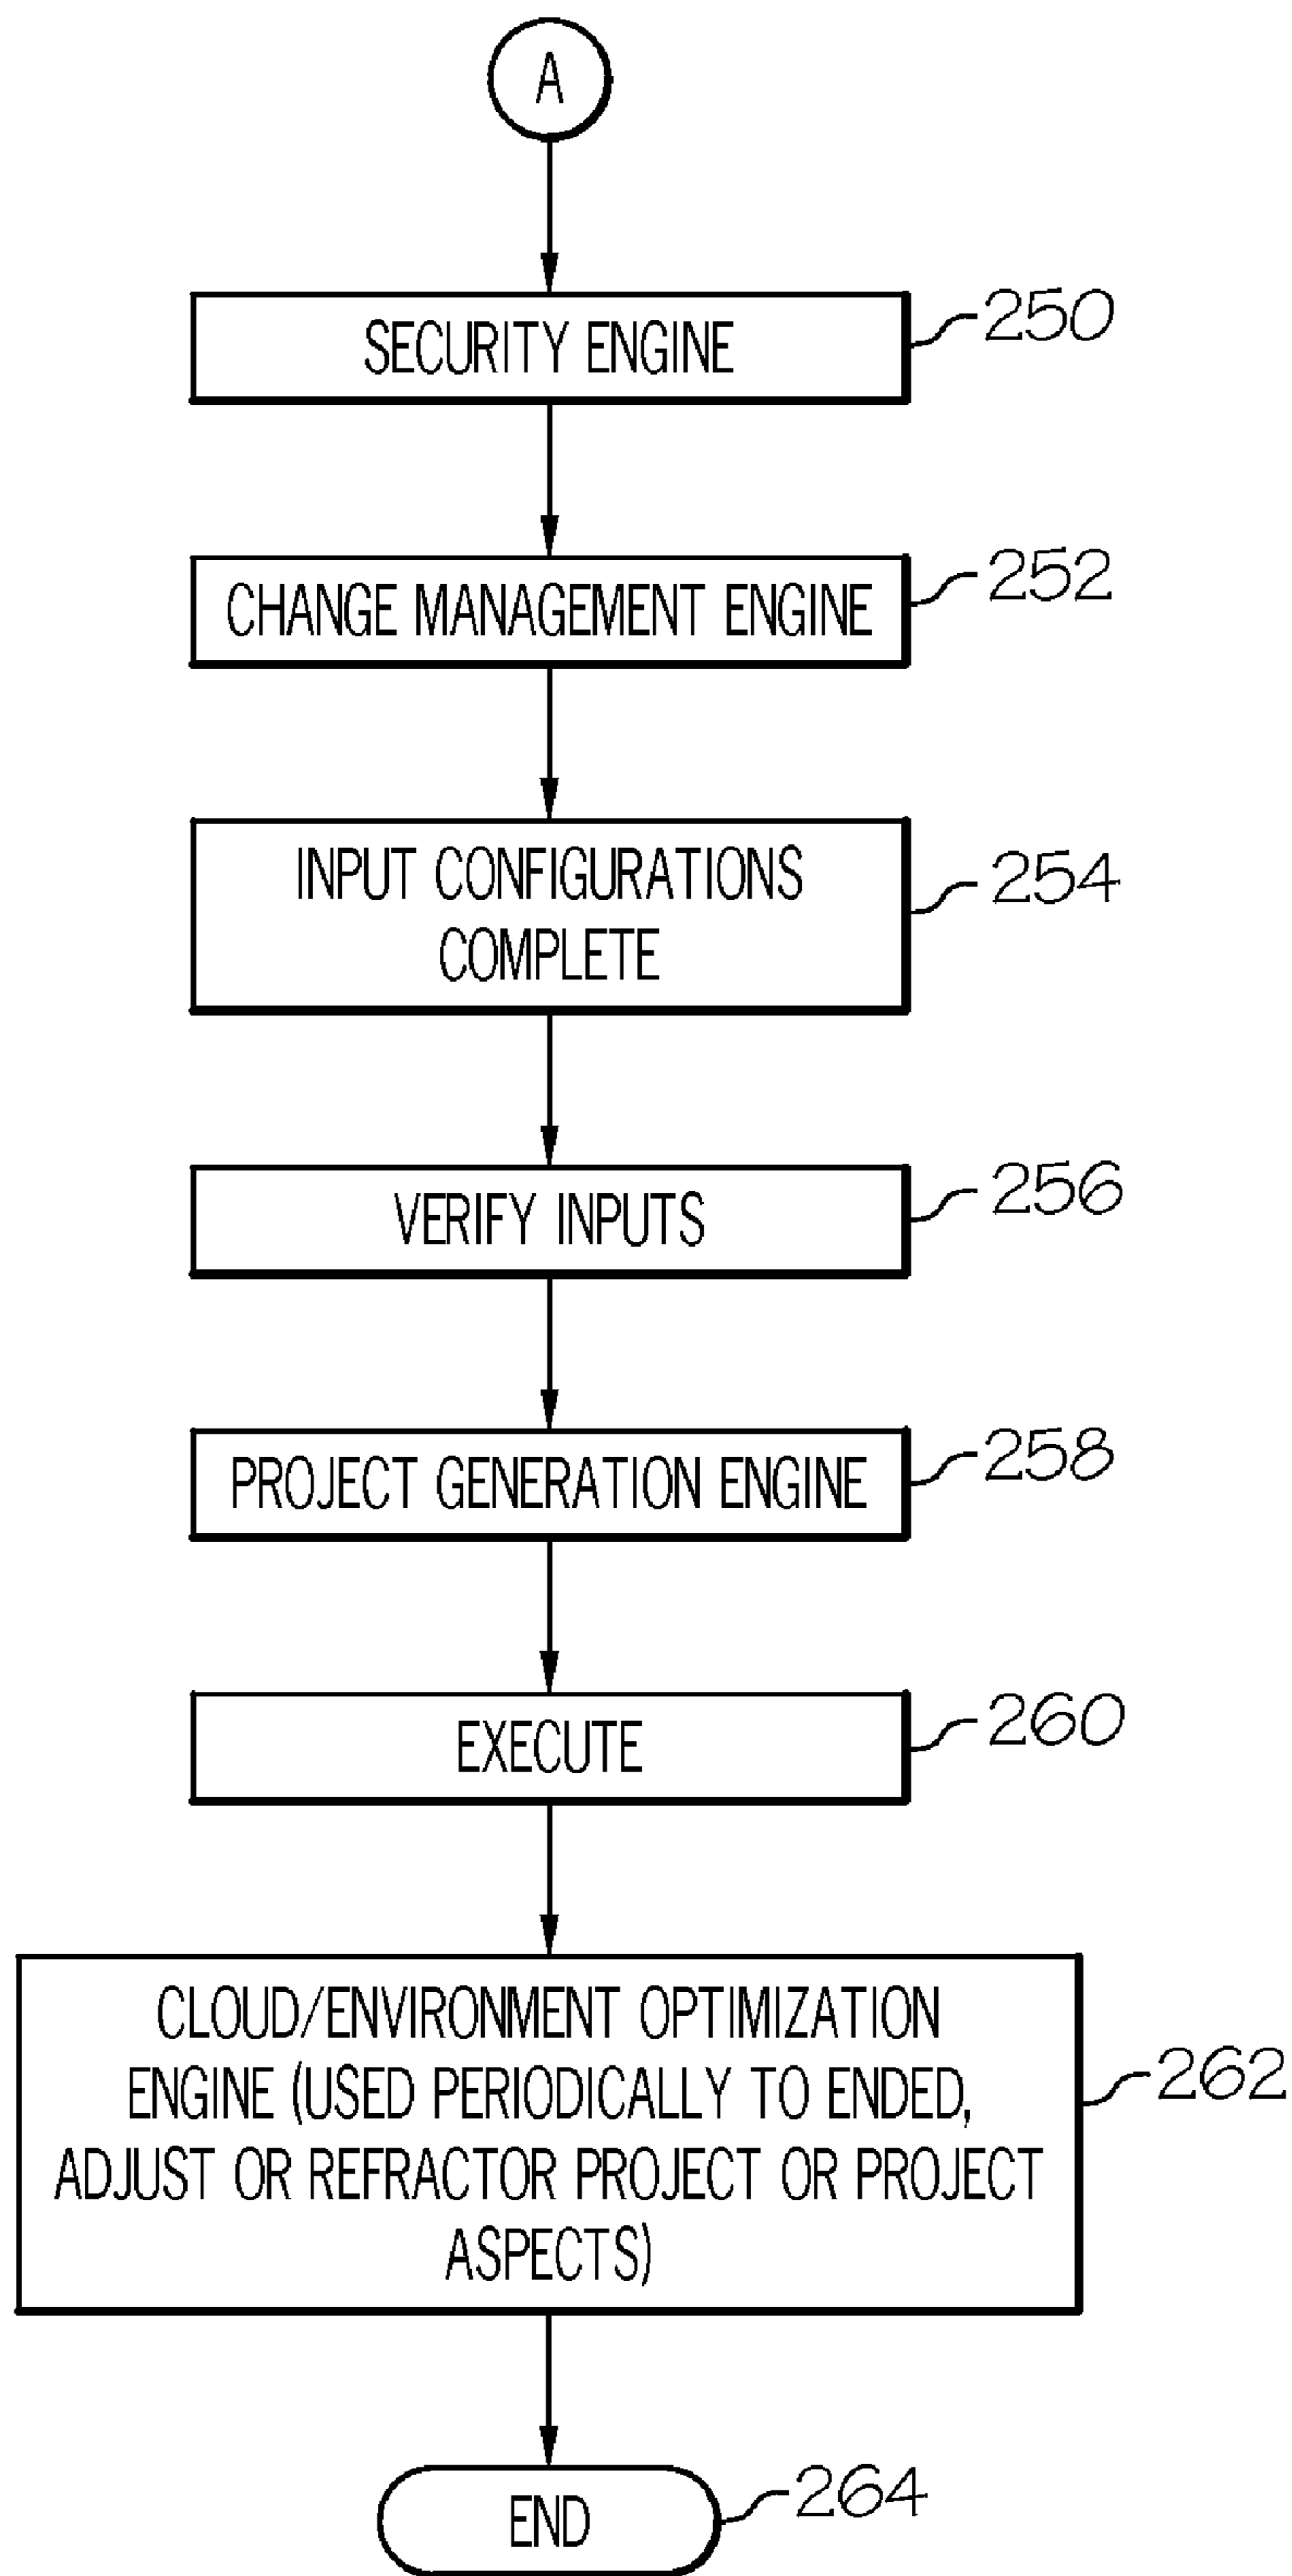 A
SECURITY ENGINE
250
CHANGE MANAGEMENT ENGINE
252
INPUT CONFIGURATIONS
COMPLETE
254
VERIFY INPUTS
256
PROJECT GENERATION ENGINE
258
EXECUTE
260
CLOUD/ENVIRONMENT OPTIMIZATION
ENGINE (USED PERIODICALLY TO ENDED,
ADJUST OR REFRACTOR PROJECT OR PROJECT
ASPECTS)
262
END
264